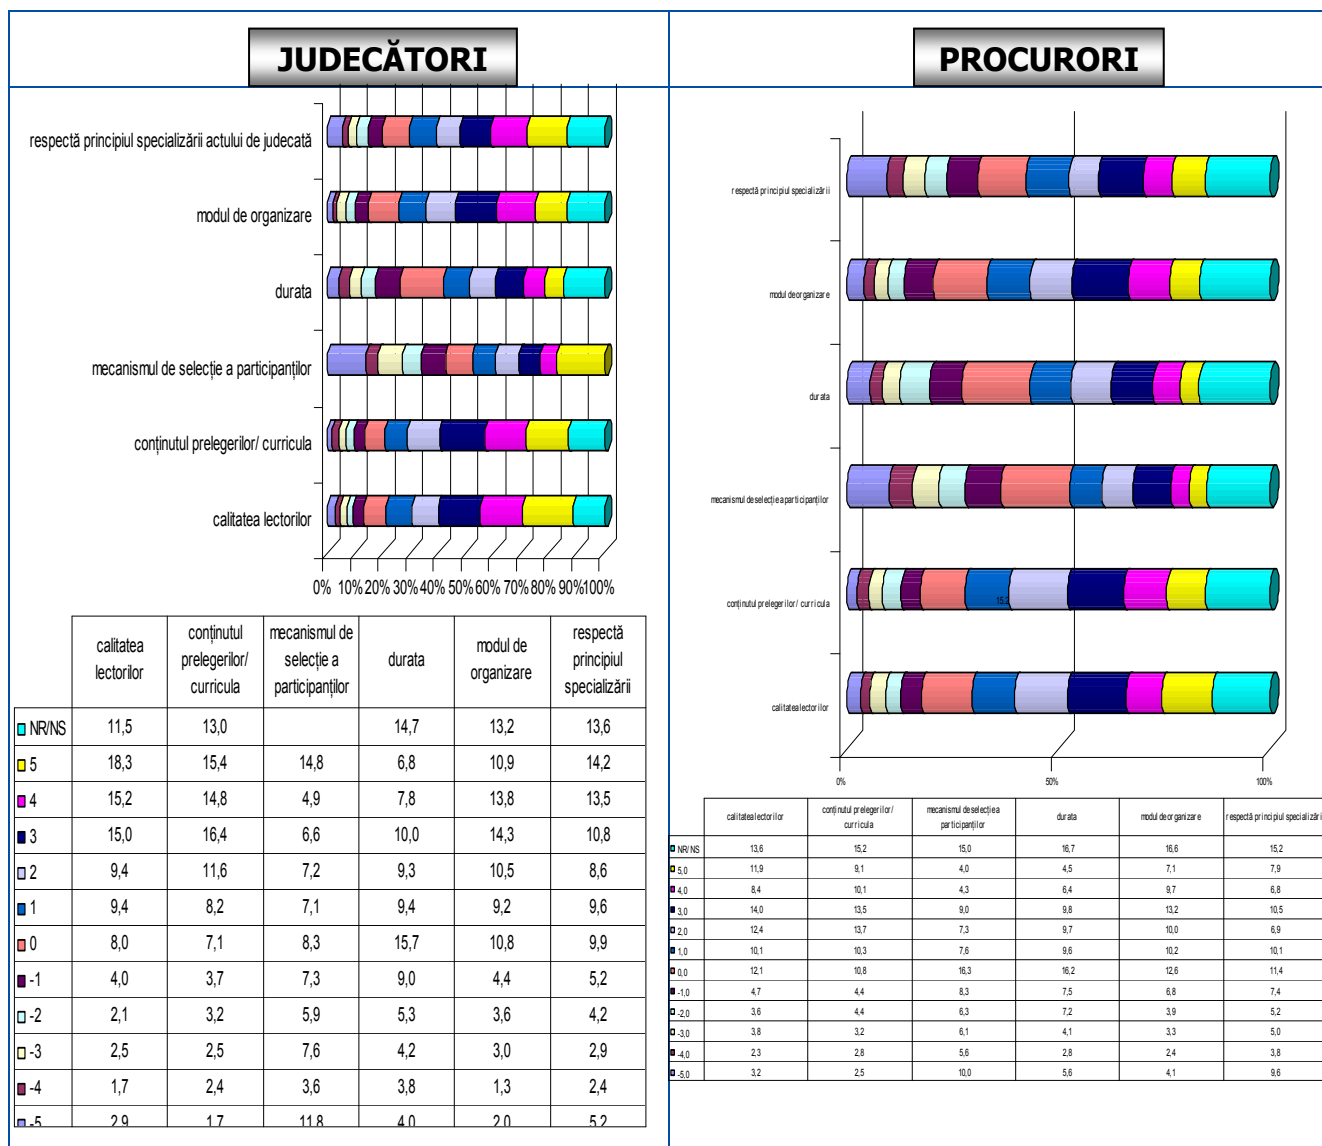 JUDECĂTORI
respectă principiul specializării actului de judecată
modul de organizare
durata
mecanismul de selecție a participanților
conținutul prelegerilor/ curricula
calitatea lectorilor
0% 10% 20% 30% 40% 50% 60% 70% 80% 90%100%
calitatea lectorilor conținutul prelegerilor/ curricula mecanismul de selecție a participanților durata modul de organizare respectă principiul specializării
NR/NS 11,5 13,0 14,7 13,2 13,6
5 18,3 15,4 14,8 6,8 10,9 14,2
4 15,2 14,8 4,9 7,8 13,8 13,5
3 15,0 16,4 6,6 10,0 14,3 10,8
2 9,4 11,6 7,2 9,3 10,5 8,6
1 9,4 8,2 7,1 9,4 9,2 9,6
0 8,0 7,1 8,3 15,7 10,8 9,9
-1 4,0 3,7 7,3 9,0 4,4 5,2
-2 2,1 3,2 5,9 5,3 3,6 4,2
-3 2,5 2,5 7,6 4,2 3,0 2,9
-4 1,7 2,4 3,6 3,8 1,3 2,4
-5 2,9 1,7 11,8 4,0 2,0 5,2
PROCURORI
respectă principiul specializării
modul de organizare
durata
mecanismul de selecție a participanților
conținutul prelegerilor/ curricula
15,2
calitatea lectorilor
0% 50% 100%
calitatea lectorilor conținutul prelegerilor/ curricula mecanismul de selecție a participanților durata modul de organizare respectă principiul specializării
NR/NS 13,6 15,2 15,0 16,7 16,6 15,2
5,0 11,9 9,1 4,0 4,5 7,1 7,9
4,0 8,4 10,1 4,3 6,4 9,7 6,8
3,0 14,0 13,5 9,0 9,8 13,2 10,5
2,0 12,4 13,7 7,3 9,7 10,0 6,9
1,0 10,1 10,3 7,6 9,6 10,2 10,1
0,0 12,1 10,8 16,3 16,2 12,6 11,4
-1,0 4,7 4,4 8,3 7,5 6,8 7,4
-2,0 3,6 4,4 6,3 7,2 3,9 5,2
-3,0 3,8 3,2 6,1 4,1 3,3 5,0
-4,0 2,3 2,8 5,6 2,8 2,4 3,8
-5,0 3,2 2,5 10,0 5,6 4,1 9,6